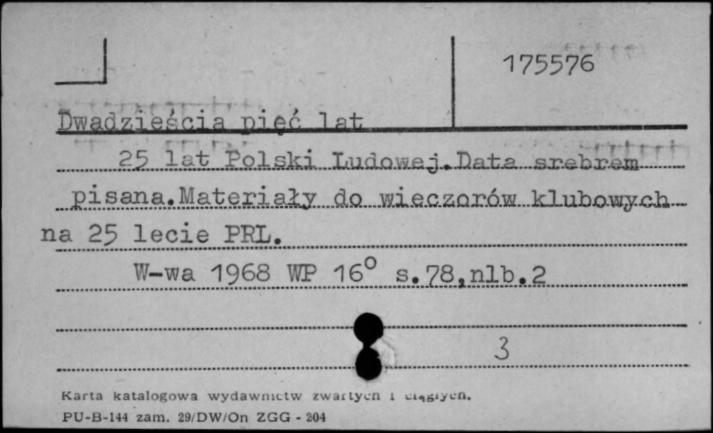 175576
Dwadzieścia pięć lat
25 lat Polski Ludowej.Data srebrem
pisana.Materiały do wieczorów klubowych
na 25 lecie PRL.
W-wa 1968 WP 16° s.78,nlb.2
3
Karta katalogowa wydawnictw zwartych i ciągłych.
PU-B-144 zam. 29/DW/On ZGG - 204